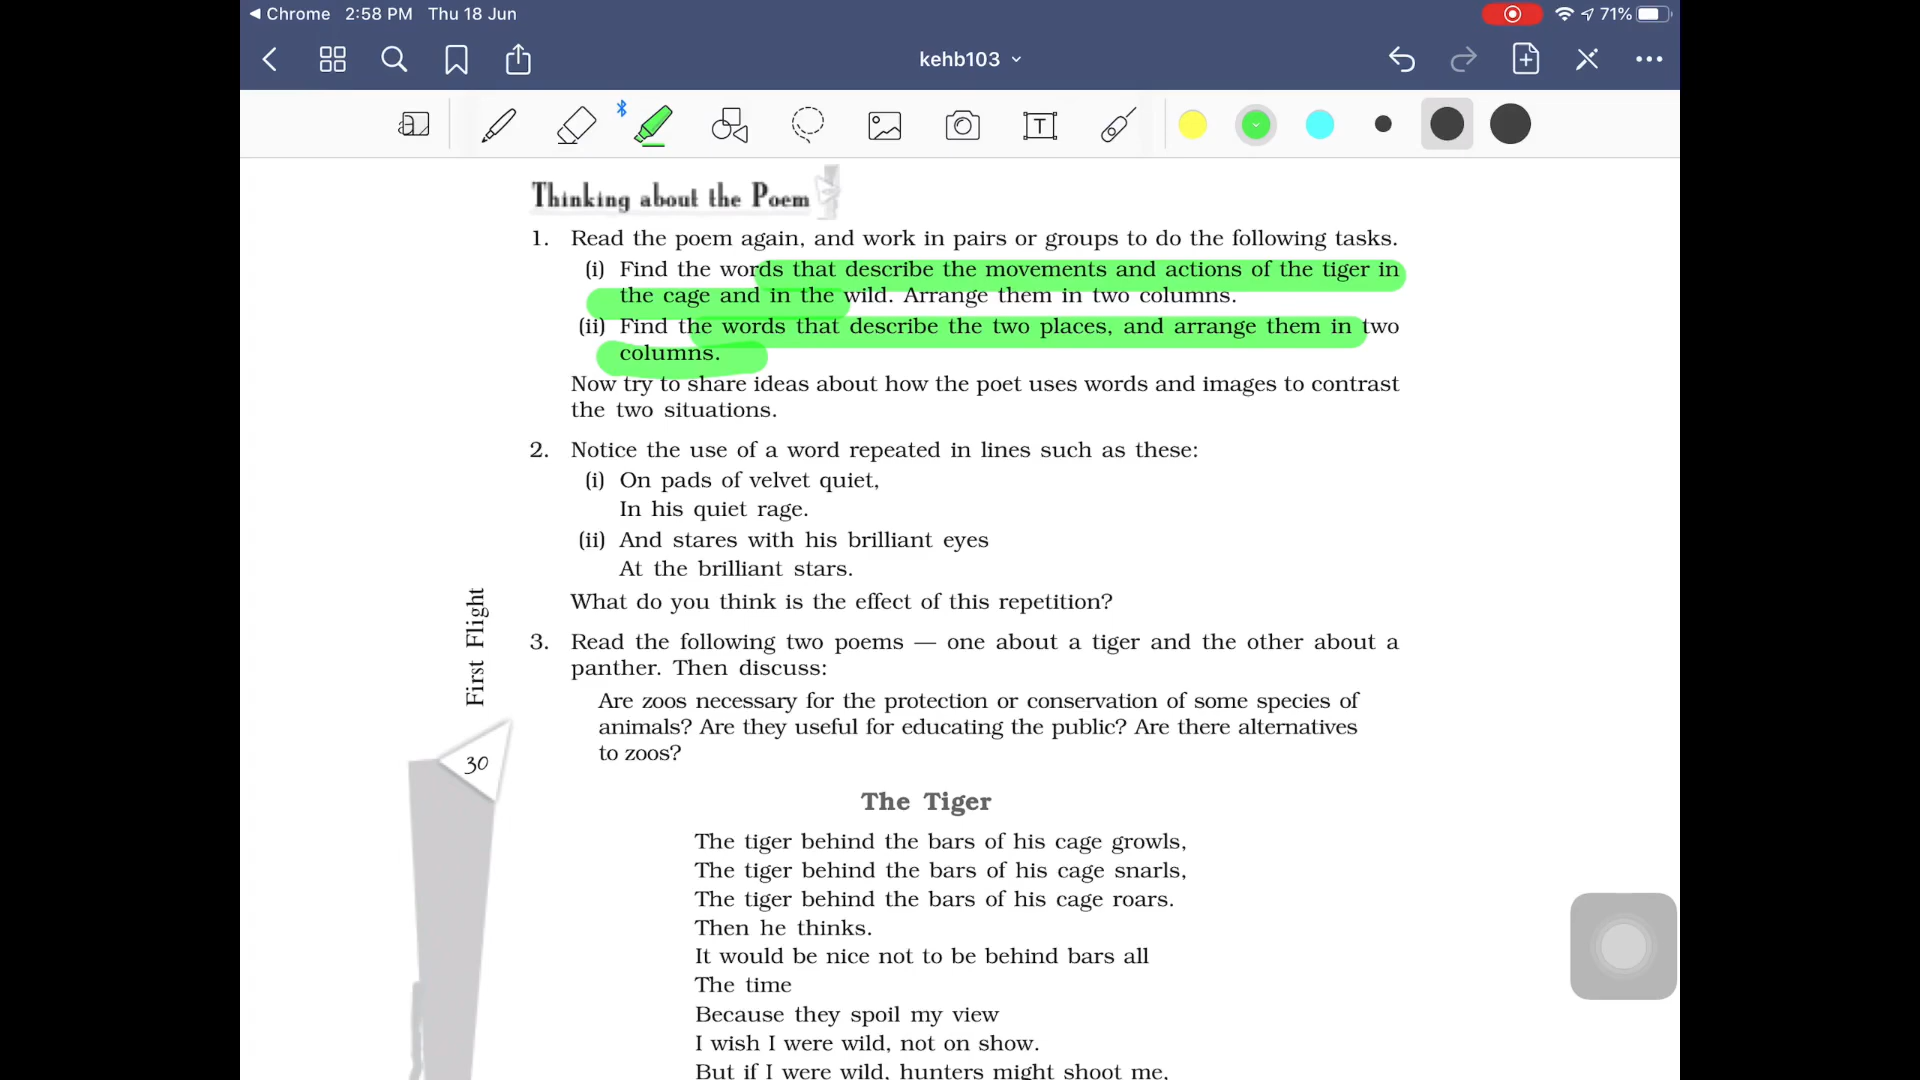 Chrome 2:58 PM Thu 18 Jun 71%
kehb103
Thinking about the Poem
1. Read the poem again, and work in pairs or groups to do the following tasks.
(i) Find the words that describe the movements and actions of the tiger in
the cage and in the wild. Arrange them in two columns.
(ii) Find the words that describe the two places, and arrange them in two
columns.
Now try to share ideas about how the poet uses words and images to contrast
the two situations.
2. Notice the use of a word repeated in lines such as these:
(i) On pads of velvet quiet,
In his quiet rage.
(ii) And stares with his brilliant eyes
At the brilliant stars.
What do you think is the effect of this repetition?
3. Read the following two poems — one about a tiger and the other about a
panther. Then discuss:
Are zoos necessary for the protection or conservation of some species of
animals? Are they useful for educating the public? Are there alternatives
to zoos?
First Flight
30
The Tiger
The tiger behind the bars of his cage growls,
The tiger behind the bars of his cage snarls,
The tiger behind the bars of his cage roars.
Then he thinks.
It would be nice not to be behind bars all
The time
Because they spoil my view
I wish I were wild, not on show.
But if I were wild, hunters might shoot me,